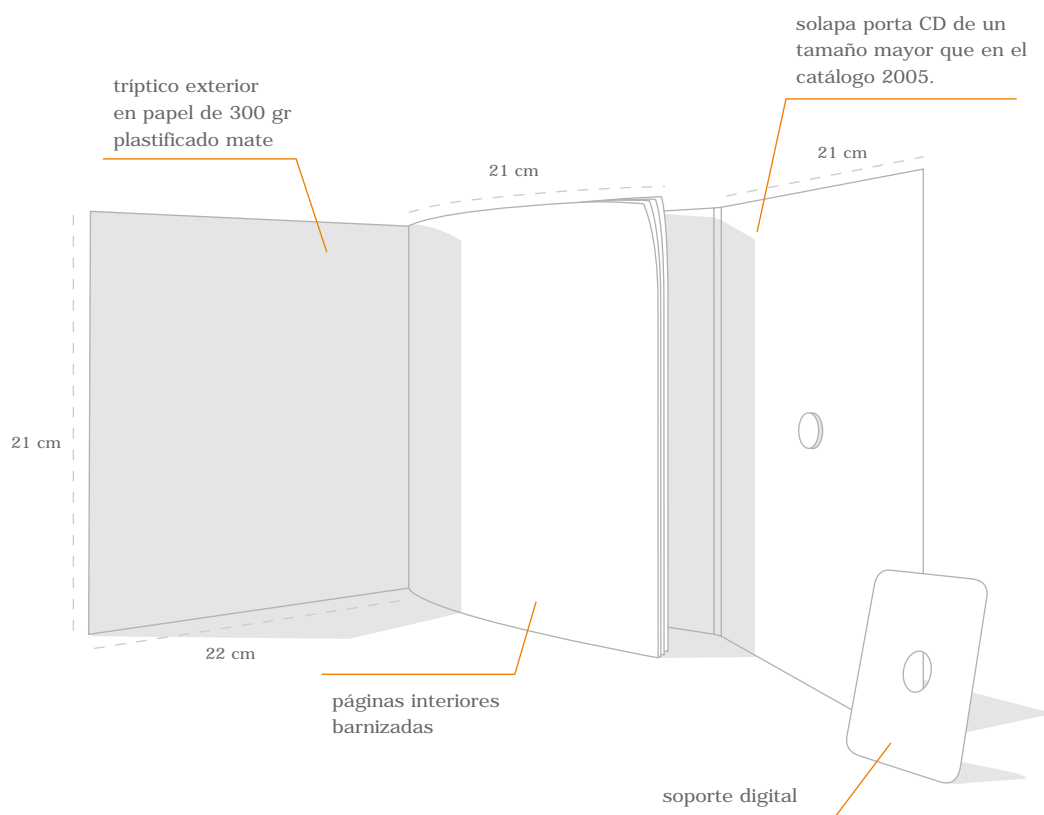 solapa porta CD de un
tamaño mayor que en el
catálogo 2005.
tríptico exterior
en papel de 300 gr
plastificado mate
21 cm
21 cm
21 cm
22 cm
páginas interiores
barnizadas
soporte digital